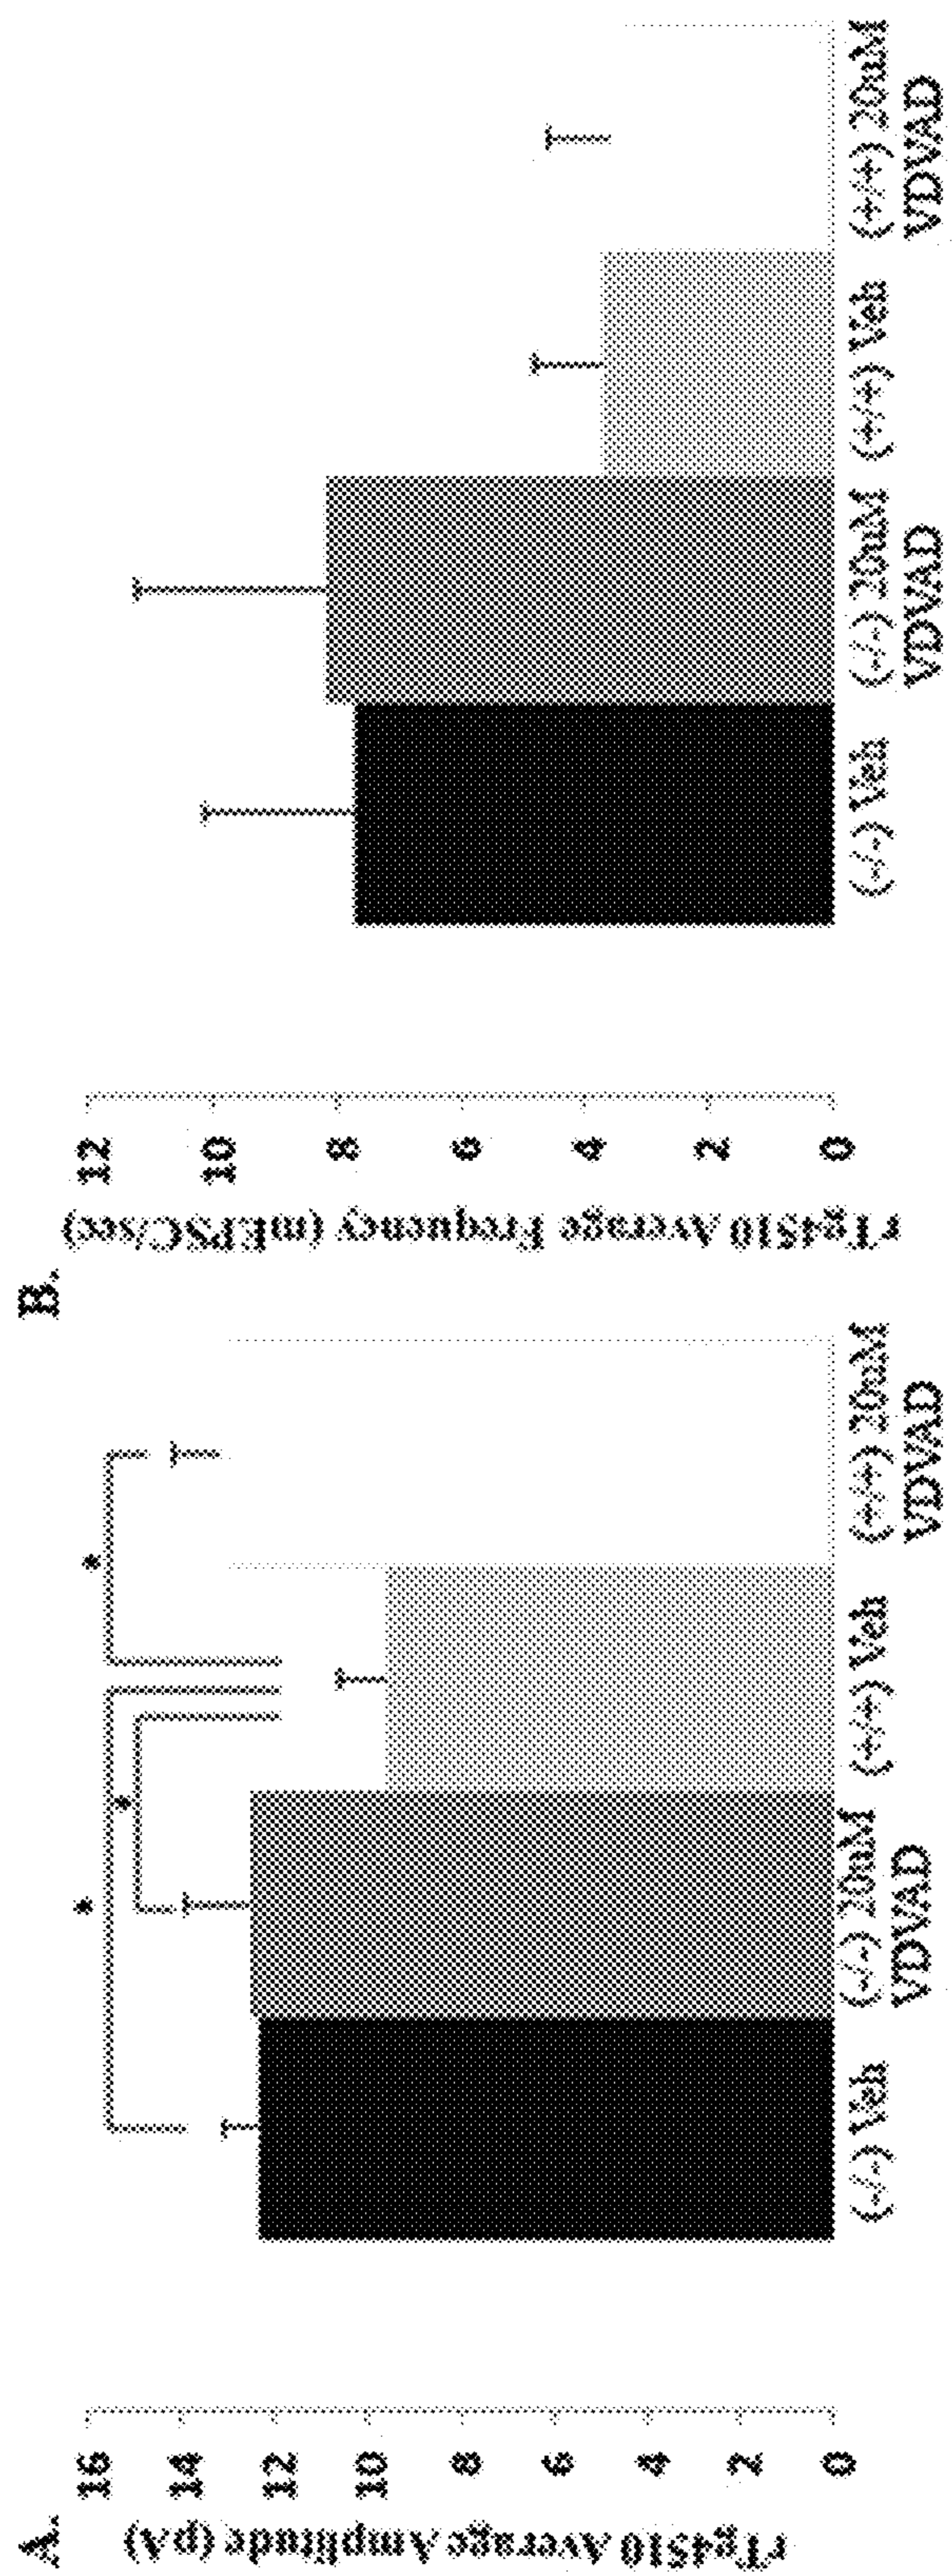 A.
rTg4510 Average Amplitude (pA)
16
14
12
10
8
6
4
2
0
*
*
*
(-/-) Veh
(-/-) 20uM
VDVAD
(+/+) Veh
(+/+) 20uM
VDVAD
B.
rTg4510 Average Frequency (mEPSC/sec)
12
10
8
6
4
2
0
(-/-) Veh
(-/-) 20uM
VDVAD
(+/+) Veh
(+/+) 20uM
VDVAD